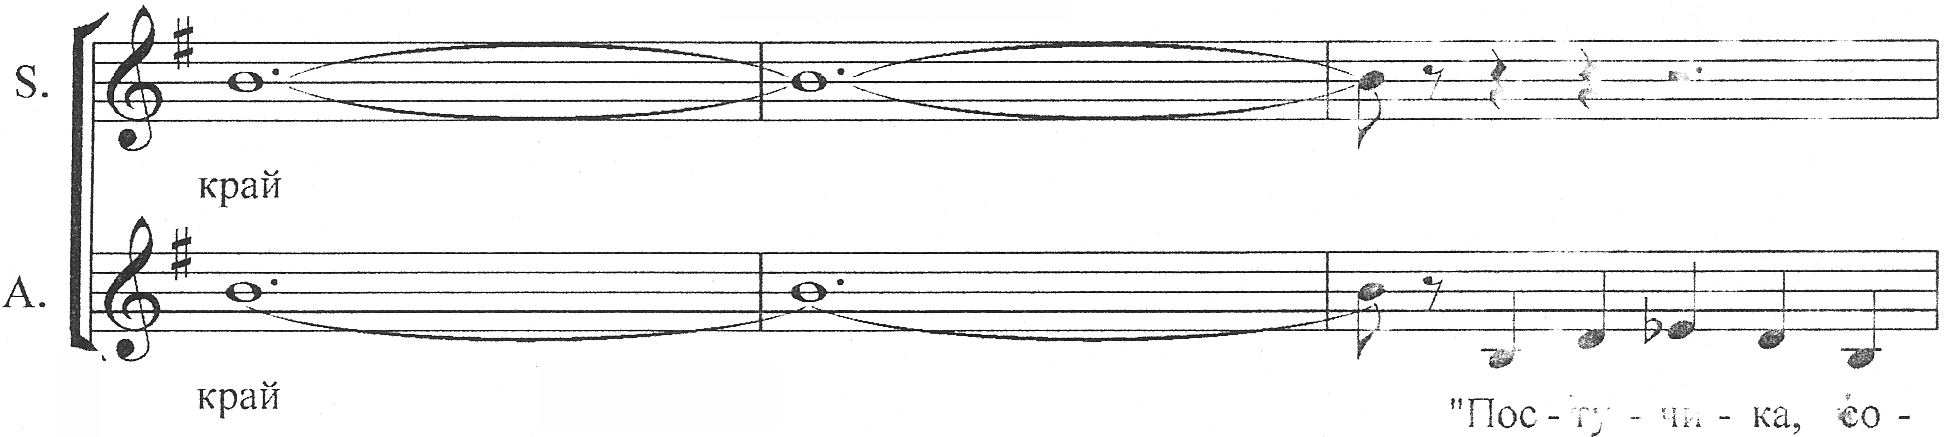 S.
край
A.
край
"Пос - ту - чи - ка, со -